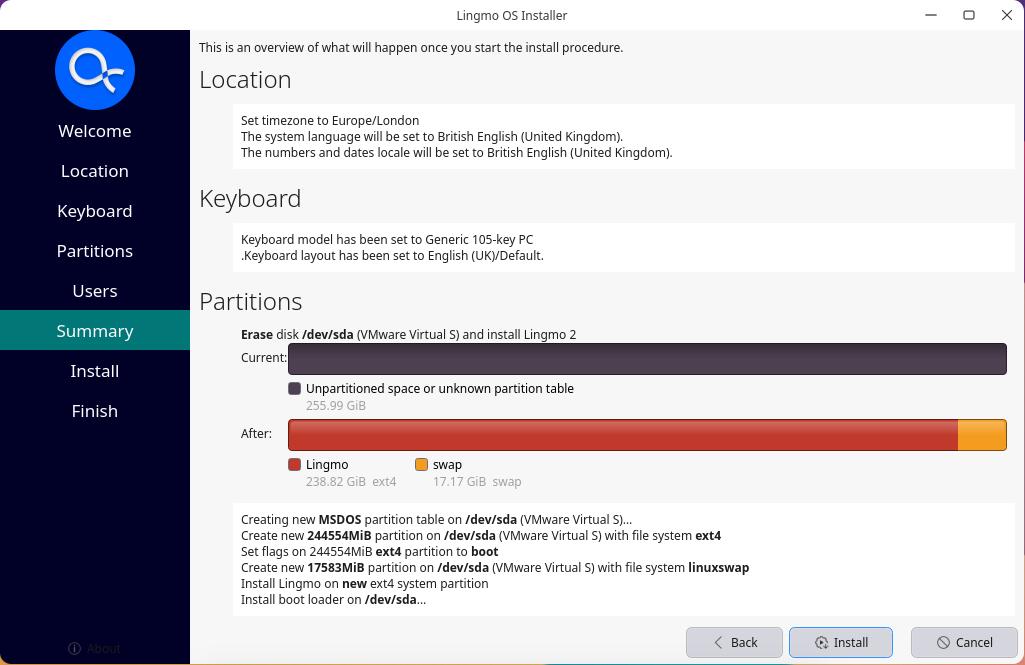 Lingmo OS Installer
Welcome
Location
Keyboard
Partitions
Users
Summary
Install
Finish
About
This is an overview of what will happen once you start the install procedure.
Location
Set timezone to Europe/London
The system language will be set to British English (United Kingdom).
The numbers and dates locale will be set to British English (United Kingdom).
Keyboard
Keyboard model has been set to Generic 105-key PC
.Keyboard layout has been set to English (UK)/Default.
Partitions
Erase disk /dev/sda (VMware Virtual S) and install Lingmo 2
Current:
Unpartitioned space or unknown partition table
255.99 GiB
After:
Lingmo swap
238.82 GiB ext4 17.17 GiB swap
Creating new MSDOS partition table on /dev/sda (VMware Virtual S)...
Create new 244554MiB partition on /dev/sda (VMware Virtual S) with file system ext4
Set flags on 244554MiB ext4 partition to boot
Create new 17583MiB partition on /dev/sda (VMware Virtual S) with file system linuxswap
Install Lingmo on new ext4 system partition
Install boot loader on /dev/sda...
Back Install Cancel